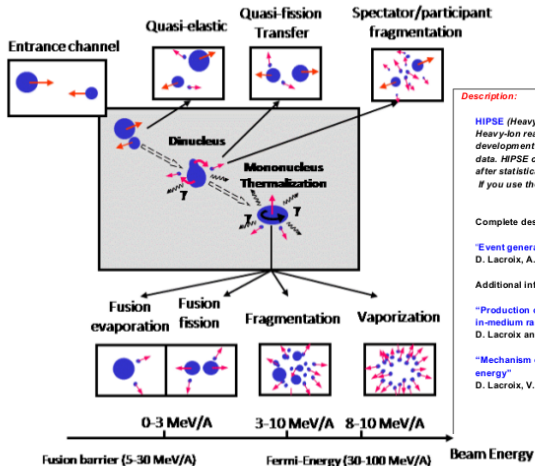 Entrance channel
Quasi-elastic
Quasi-fission
Transfer
Spectator/participant
fragmentation
Dinucleus
Mononucleus
Thermalization
γ
γ
γ
Fusion
evaporation
Fusion
fission
Fragmentation
Vaporization
0-3 MeV/A
3-10 MeV/A
8-10 MeV/A
Fusion barrier (5-30 MeV/A)
Fermi-Energy (30-100 MeV/A)
Beam Energy
Description:
HIPSE (Heavy
Heavy-Ion rea
development
data. HIPSE c
after statistic
If you use the
Complete des
"Event genera
D. Lacroix, A.
Additional inf
"Production o
in-medium ra
D. Lacroix an
"Mechanism o
energy"
D. Lacroix, V.